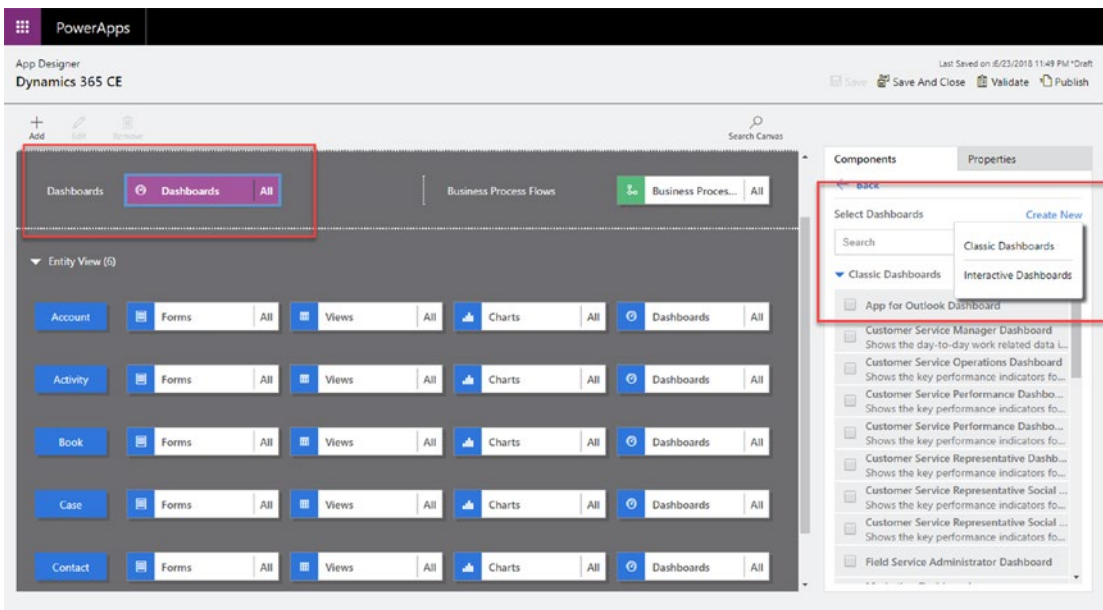 PowerApps
App Designer
Dynamics 365 CE
Last Saved on :6/23/2018 11:49 PM *Draft
Save Save And Close Validate Publish
Add Edit Remove
Search Canvas
Dashboards Dashboards All Business Process Flows Business Proces... All
Entity View (6)
Account Forms All Views All Charts All Dashboards All
Activity Forms All Views All Charts All Dashboards All
Book Forms All Views All Charts All Dashboards All
Case Forms All Views All Charts All Dashboards All
Contact Forms All Views All Charts All Dashboards All
Components Properties
Back
Select Dashboards Create New
Search
Classic Dashboards
Interactive Dashboards
Classic Dashboards
App for Outlook Dashboard
Customer Service Manager Dashboard
Shows the day-to-day work related data i...
Customer Service Operations Dashboard
Shows the key performance indicators fo...
Customer Service Performance Dashbo...
Shows the key performance indicators fo...
Customer Service Performance Dashbo...
Shows the key performance indicators fo...
Customer Service Representative Dashb...
Shows the key performance indicators fo...
Customer Service Representative Social ...
Shows the key performance indicators fo...
Customer Service Representative Social ...
Shows the key performance indicators fo...
Field Service Administrator Dashboard